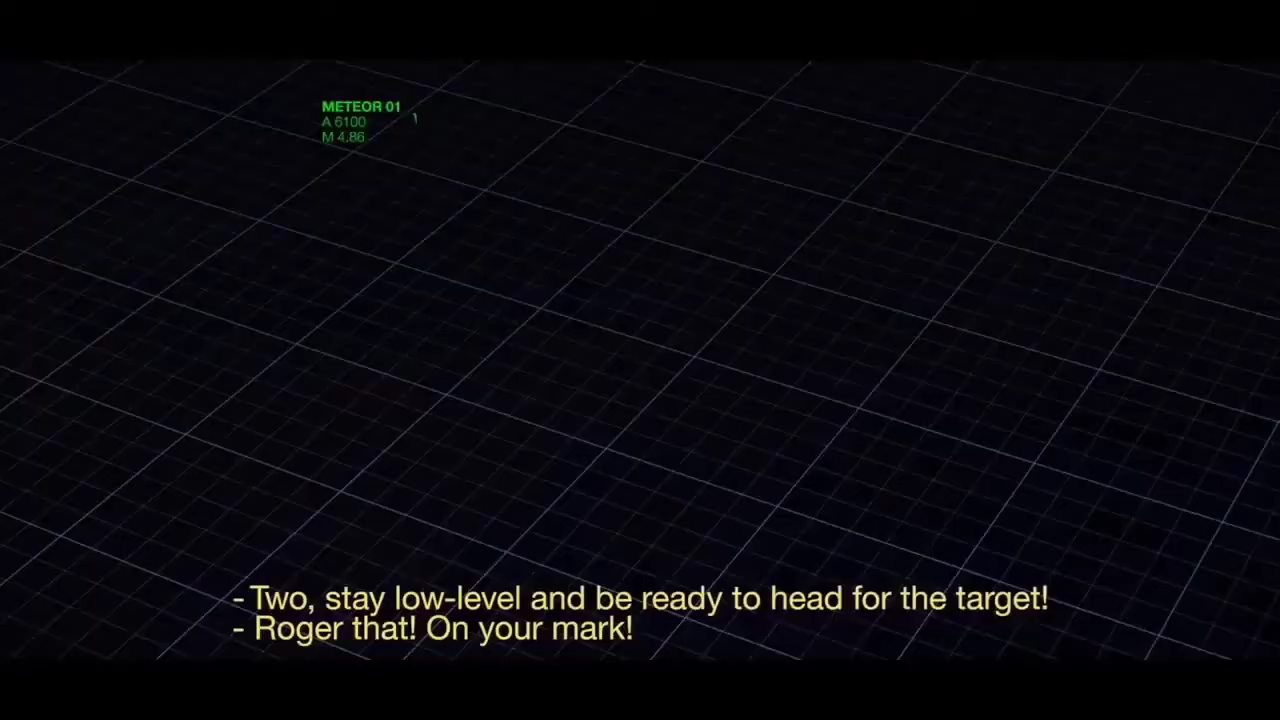 METEOR 01
A 6100
M 4.86
- Two, stay low-level and be ready to head for the target!
- Roger that! On your mark!